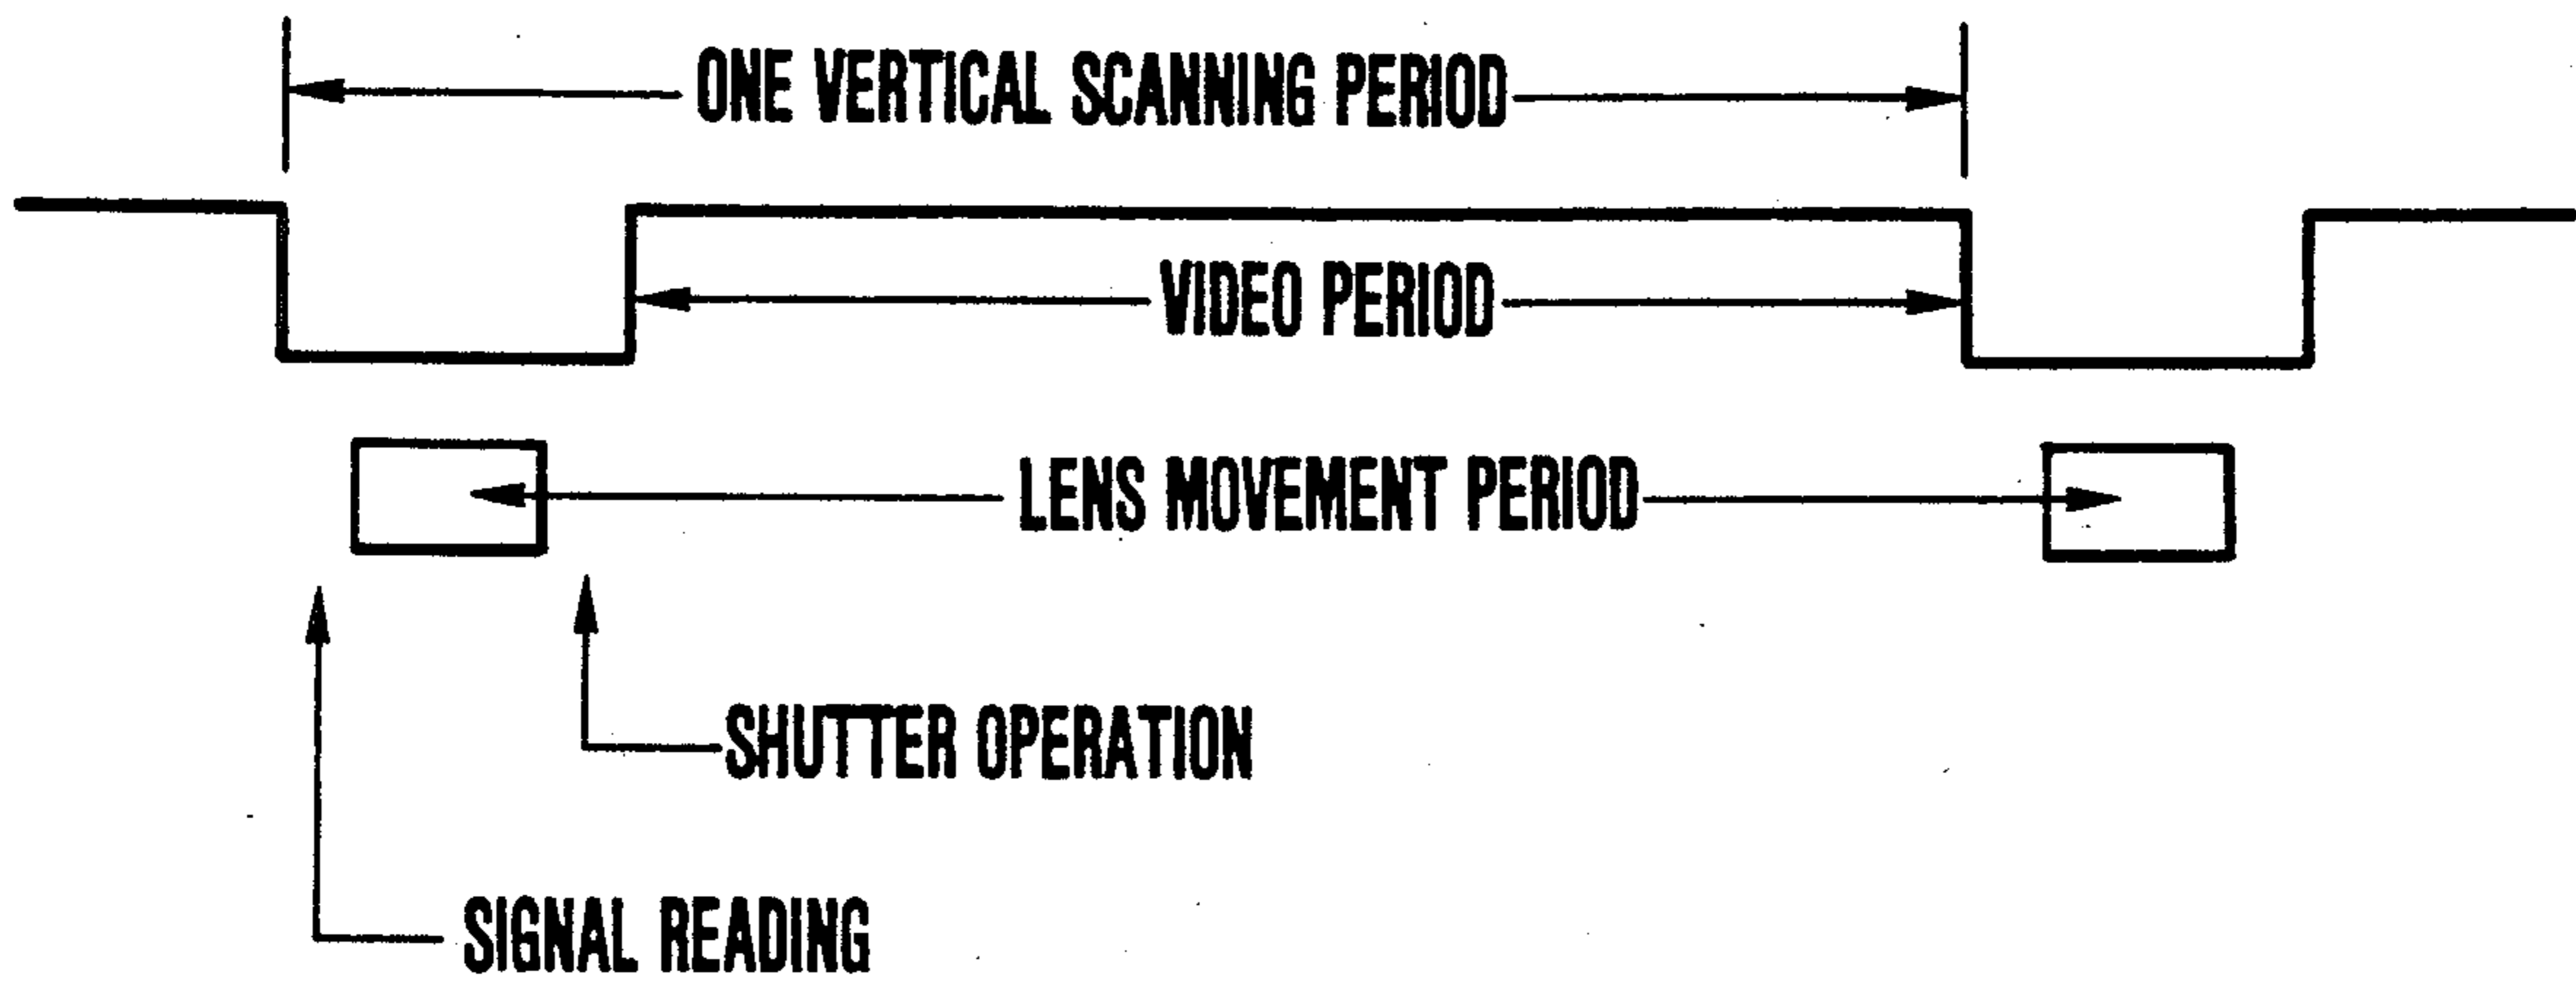 ONE VERTICAL SCANNING PERIOD
VIDEO PERIOD
LENS MOVEMENT PERIOD
SHUTTER OPERATION
SIGNAL READING